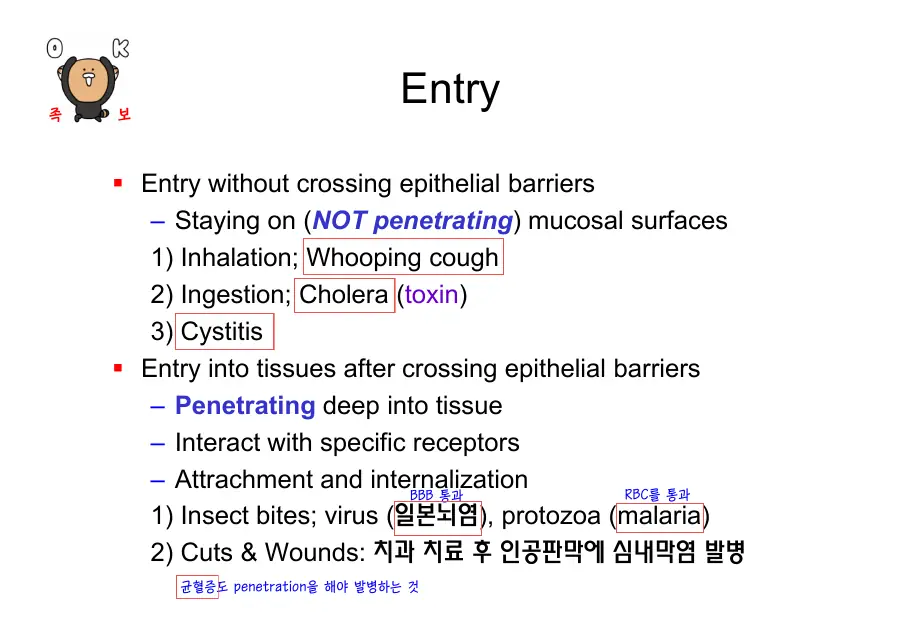 O K
족 보
Entry
▪ Entry without crossing epithelial barriers
– Staying on (NOT penetrating) mucosal surfaces
1) Inhalation; Whooping cough
2) Ingestion; Cholera (toxin)
3) Cystitis
▪ Entry into tissues after crossing epithelial barriers
– Penetrating deep into tissue
– Interact with specific receptors
– Attrachment and internalization
BBB 통과 RBC를 통과
1) Insect bites; virus (일본뇌염), protozoa (malaria)
2) Cuts & Wounds: 치과 치료 후 인공판막에 심내막염 발병
균혈증도 penetration을 해야 발병하는 것